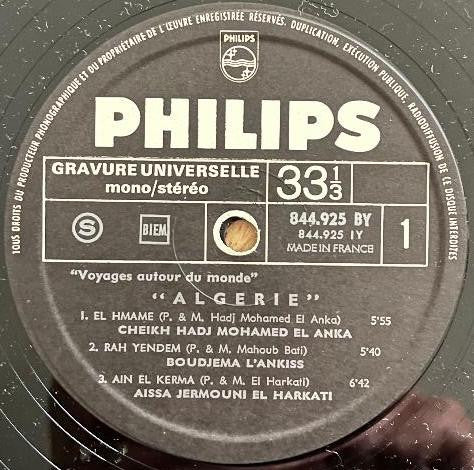 TOUS DROITS DU PRODUCTEUR PHONOGRAPHIQUE ET DU PROPRIÉTAIRE DE L'ŒUVRE ENREGISTRÉE RÉSERVÉS. DUPLICATION, EXÉCUTION PUBLIQUE, RADIODIFFUSION DE CE DISQUE INTERDITES
PHILIPS
PHILIPS
GRAVURE UNIVERSELLE
mono/stéréo
33 1/3
S
BIEM
844.925 BY
844.925 IY
MADE IN FRANCE
1
"Voyages autour du monde"
"ALGERIE"
1. EL HMAME (P. & M. Hadj Mohamed El Anka) 5'55
CHEIKH HADJ MOHAMED EL ANKA
2. RAH YENDEM (P. & M. Mahoub Bati) 5'40
BOUDJEMA L'ANKISS
3. AIN EL KERMA (P. & M. El Harkati) 6'42
AISSA JERMOUNI EL HARKATI